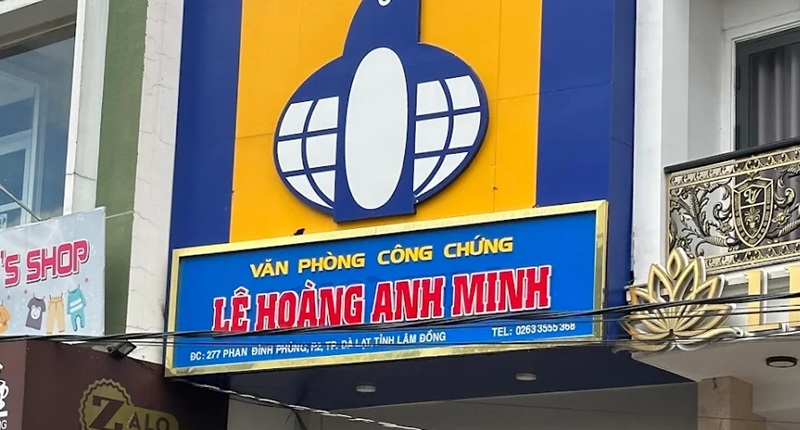 VĂN PHÒNG CÔNG CHỨNG
LÊ HOÀNG ANH MINH
ĐC: 277 PHAN ĐÌNH PHÙNG, P.2, TP. ĐÀ LẠT TỈNH LÂM ĐỒNG
TEL: 0263 3555 368
'S SHOP
ZALO